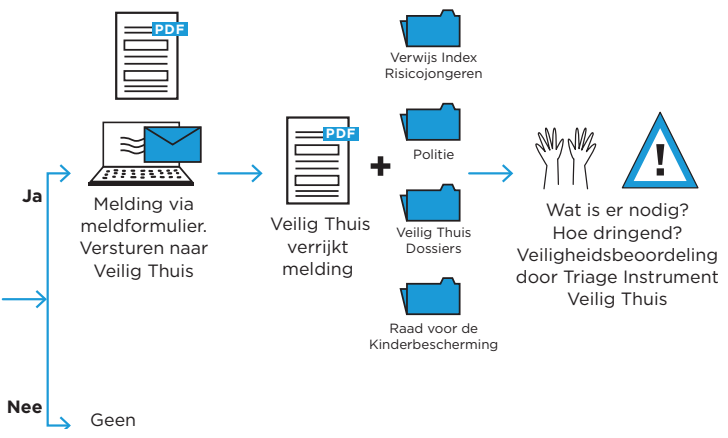 PDF
Ja
Melding via
meldformulier.
Versturen naar
Veilig Thuis
PDF
Veilig Thuis
verrijkt
melding
+
Verwijs Index
Risicojongeren
Politie
Veilig Thuis
Dossiers
Raad voor de
Kinderbescherming
!
Wat is er nodig?
Hoe dringend?
Veiligheidsbeoordeling
door Triage Instrument
Veilig Thuis
Nee
Geen